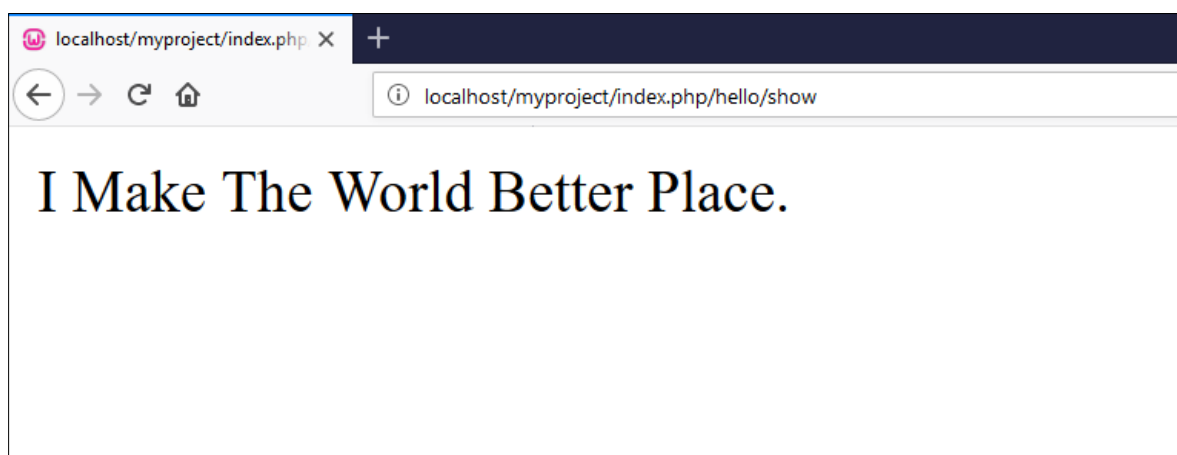 localhost/myproject/index.php
localhost/myproject/index.php/hello/show
I Make The World Better Place.